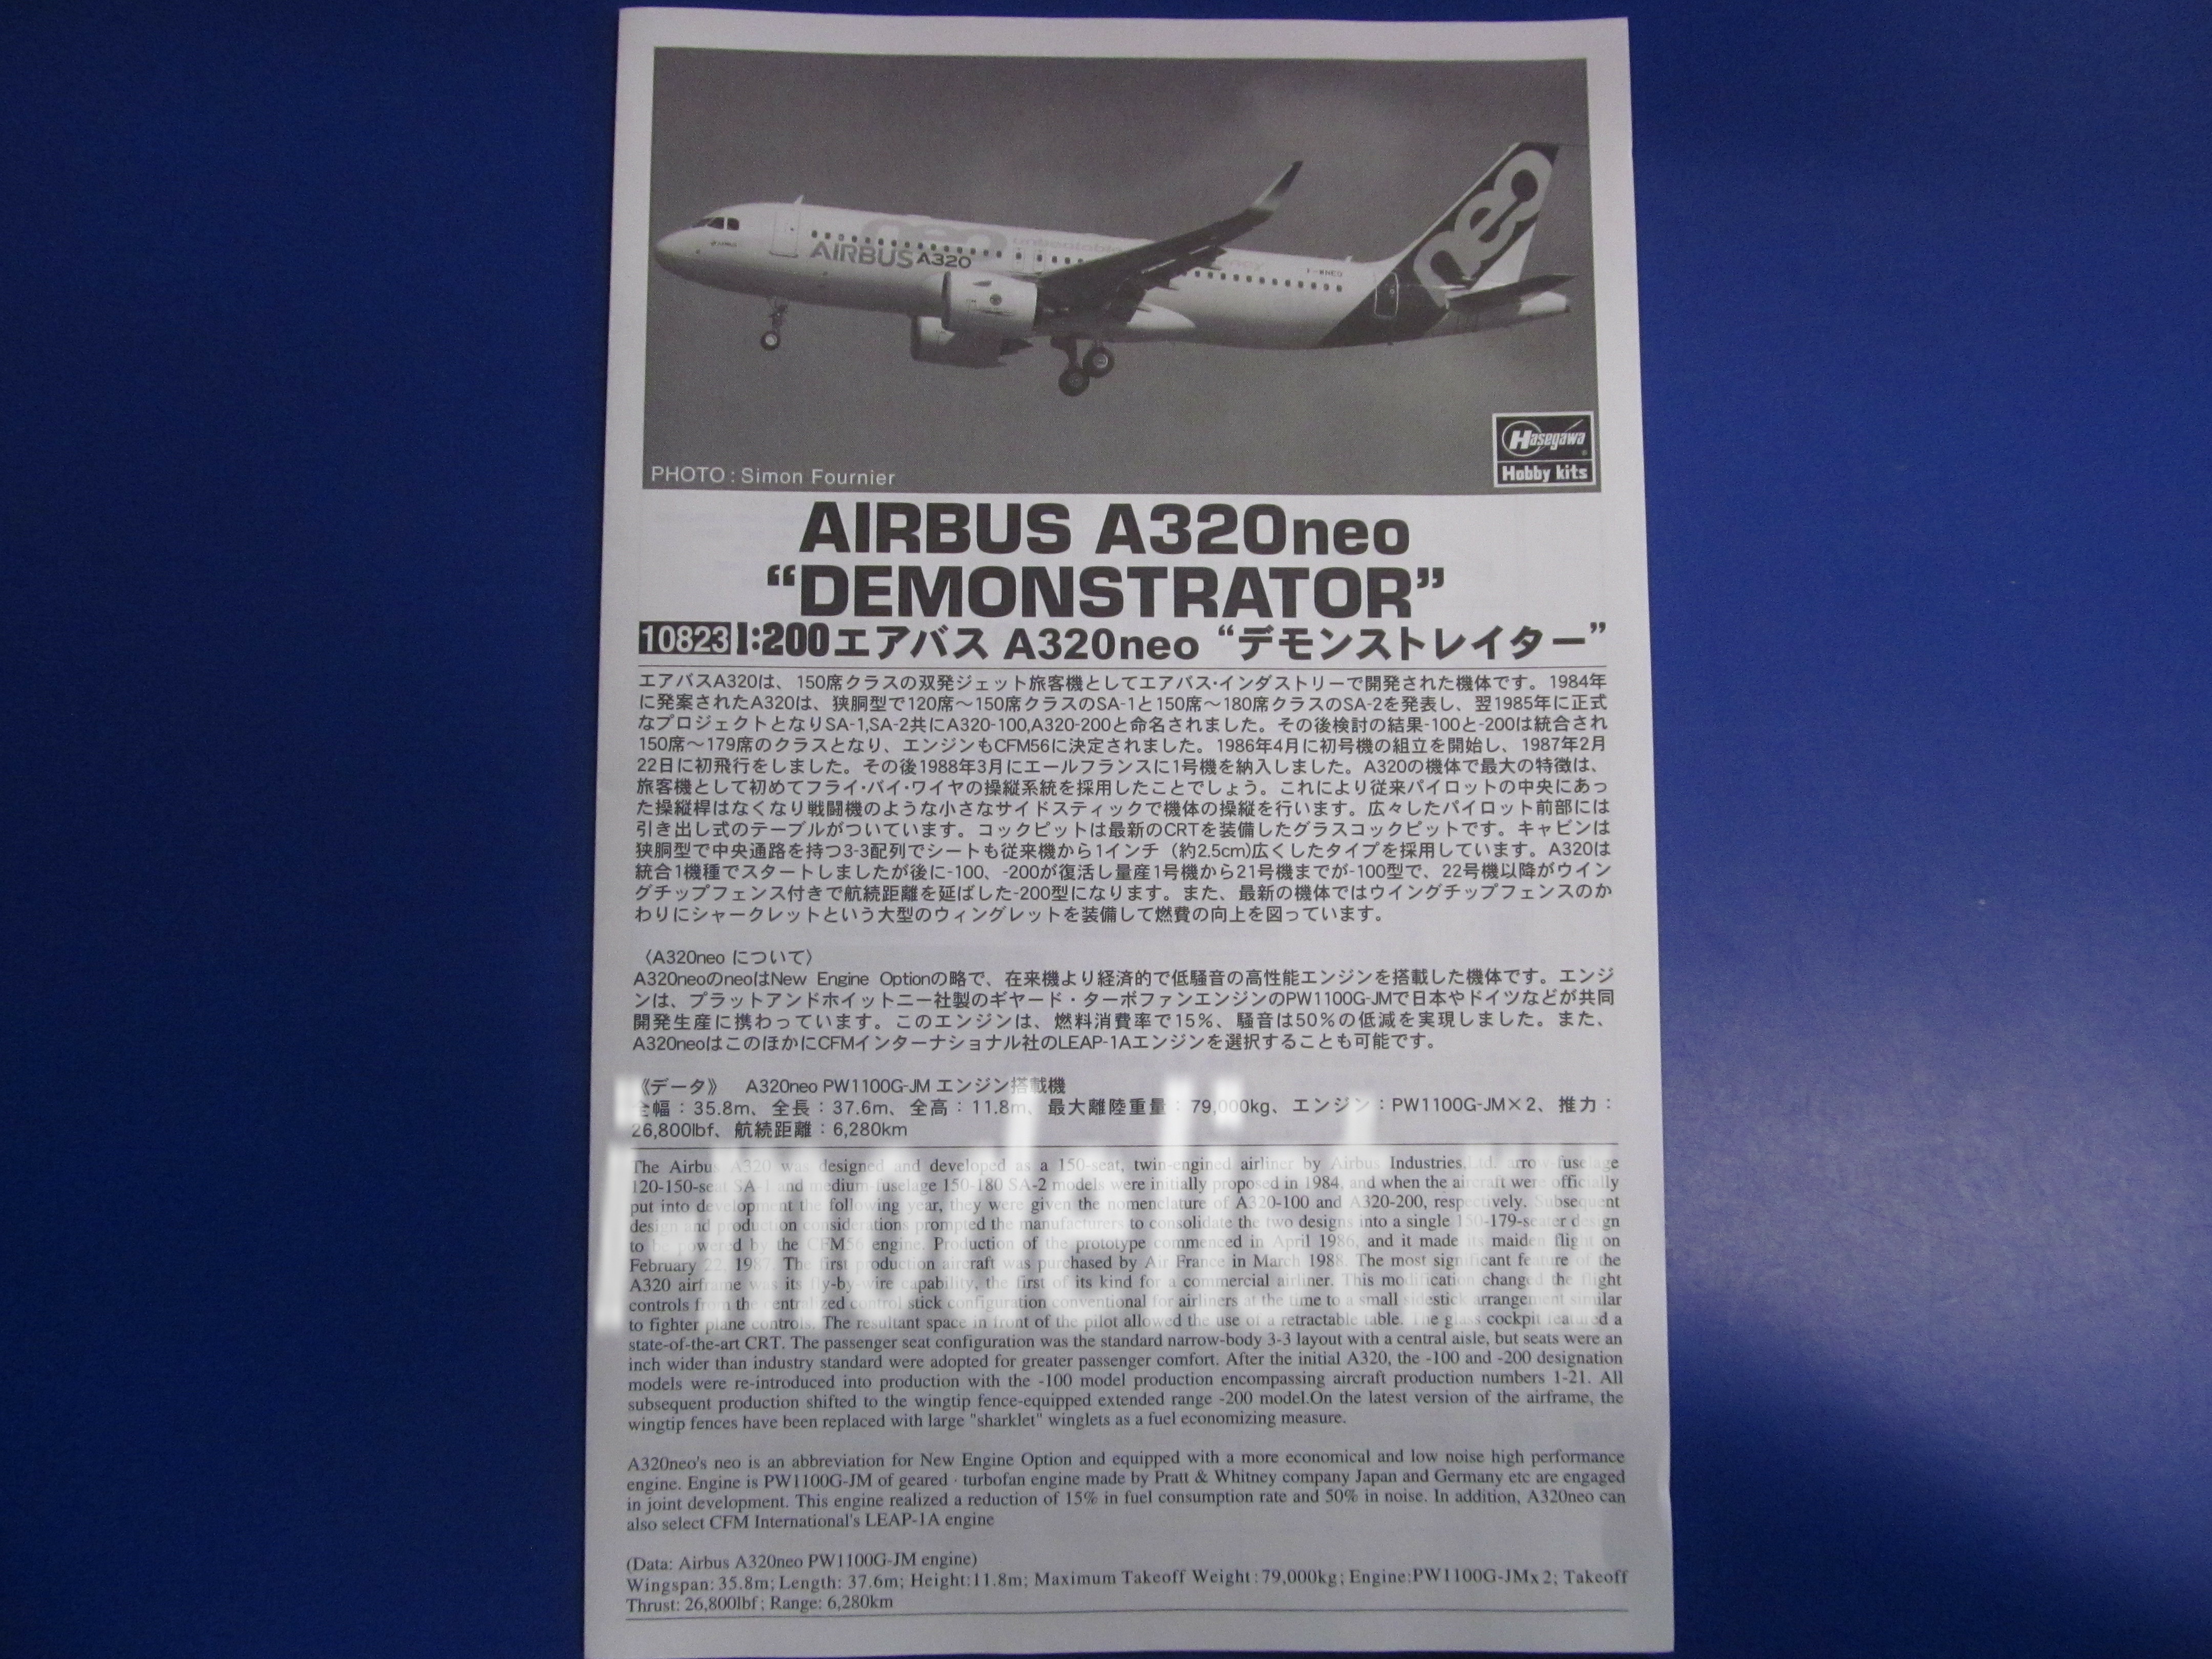 neo
AIRBUS A320
neo
PHOTO : Simon Fournier
Hasegawa
Hobby kits
AIRBUS A320neo
“DEMONSTRATOR”
10823 1:200 エアバス A320neo “デモンストレイター”
エアバスA320は、150席クラスの双発ジェット旅客機としてエアバス・インダストリーで開発された機体です。1984年
に発案されたA320は、狭胴型で120席〜150席クラスのSA-1と150席〜180席クラスのSA-2を発表し、翌1985年に正式
なプロジェクトとなりSA-1,SA-2共にA320-100,A320-200と命名されました。その後検討の結果-100と-200は統合され
150席〜179席のクラスとなり、エンジンもCFM56に決定されました。1986年4月に初号機の組立を開始し、1987年2月
22日に初飛行をしました。その後1988年3月にエールフランスに1号機を納入しました。A320の機体で最大の特徴は、
旅客機として初めてフライ・バイ・ワイヤの操縦系統を採用したことでしょう。これにより従来パイロットの中央にあっ
た操縦桿はなくなり戦闘機のような小さなサイドスティックで機体の操縦を行います。広々したパイロット前部には
引き出し式のテーブルがついています。コックピットは最新のCRTを装備したグラスコックピットです。キャビンは
狭胴型で中央通路を持つ3-3配列でシートも従来機から1インチ（約2.5cm)広くしたタイプを採用しています。A320は
統合1機種でスタートしましたが後に-100、-200が復活し量産1号機から21号機までが-100型で、22号機以降がウイン
グチップフェンス付きで航続距離を延ばした-200型になります。また、最新の機体ではウイングチップフェンスのか
わりにシャークレットという大型のウィングレットを装備して燃費の向上を図っています。
〈A320neo について〉
A320neoのneoはNew Engine Optionの略で、在来機より経済的で低騒音の高性能エンジンを搭載した機体です。エンジ
ンは、プラットアンドホイットニー社製のギヤード・ターボファンエンジンのPW1100G-JMで日本やドイツなどが共同
開発生産に携わっています。このエンジンは、燃料消費率で15%、騒音は50%の低減を実現しました。また、
A320neoはこのほかにCFMインターナショナル社のLEAP-1Aエンジンを選択することも可能です。
《データ》 A320neo PW1100G-JM エンジン搭載機
全幅：35.8m、全長：37.6m、全高：11.8m、最大離陸重量：79,000kg、エンジン：PW1100G-JM×2、推力：
26,800lbf、航続距離：6,280km
The Airbus A320 was designed and developed as a 150-seat, twin-engined airliner by Airbus Industries,Ltd. arrow-fuselage
120-150-seat SA-1 and medium-fuselage 150-180 SA-2 models were initially proposed in 1984, and when the aircraft were officially
put into development the following year, they were given the nomenclature of A320-100 and A320-200, respectively. Subsequent
design and production considerations prompted the manufacturers to consolidate the two designs into a single 150-179-seater design
to be powered by the CFM56 engine. Production of the prototype commenced in April 1986, and it made its maiden flight on
February 22, 1987. The first production aircraft was purchased by Air France in March 1988. The most significant feature of the
A320 airframe was its fly-by-wire capability, the first of its kind for a commercial airliner. This modification changed the flight
controls from the centralized control stick configuration conventional for airliners at the time to a small sidestick arrangement similar
to fighter plane controls. The resultant space in front of the pilot allowed the use of a retractable table. The glass cockpit featured a
state-of-the-art CRT. The passenger seat configuration was the standard narrow-body 3-3 layout with a central aisle, but seats were an
inch wider than industry standard were adopted for greater passenger comfort. After the initial A320, the -100 and -200 designation
models were re-introduced into production with the -100 model production encompassing aircraft production numbers 1-21. All
subsequent production shifted to the wingtip fence-equipped extended range -200 model.On the latest version of the airframe, the
wingtip fences have been replaced with large "sharklet" winglets as a fuel economizing measure.
A320neo's neo is an abbreviation for New Engine Option and equipped with a more economical and low noise high performance
engine. Engine is PW1100G-JM of geared · turbofan engine made by Pratt & Whitney company Japan and Germany etc are engaged
in joint development. This engine realized a reduction of 15% in fuel consumption rate and 50% in noise. In addition, A320neo can
also select CFM International's LEAP-1A engine
(Data: Airbus A320neo PW1100G-JM engine)
Wingspan: 35.8m; Length: 37.6m; Height:11.8m; Maximum Takeoff Weight:79,000kg; Engine:PW1100G-JMx2; Takeoff
Thrust: 26,800lbf; Range: 6,280km